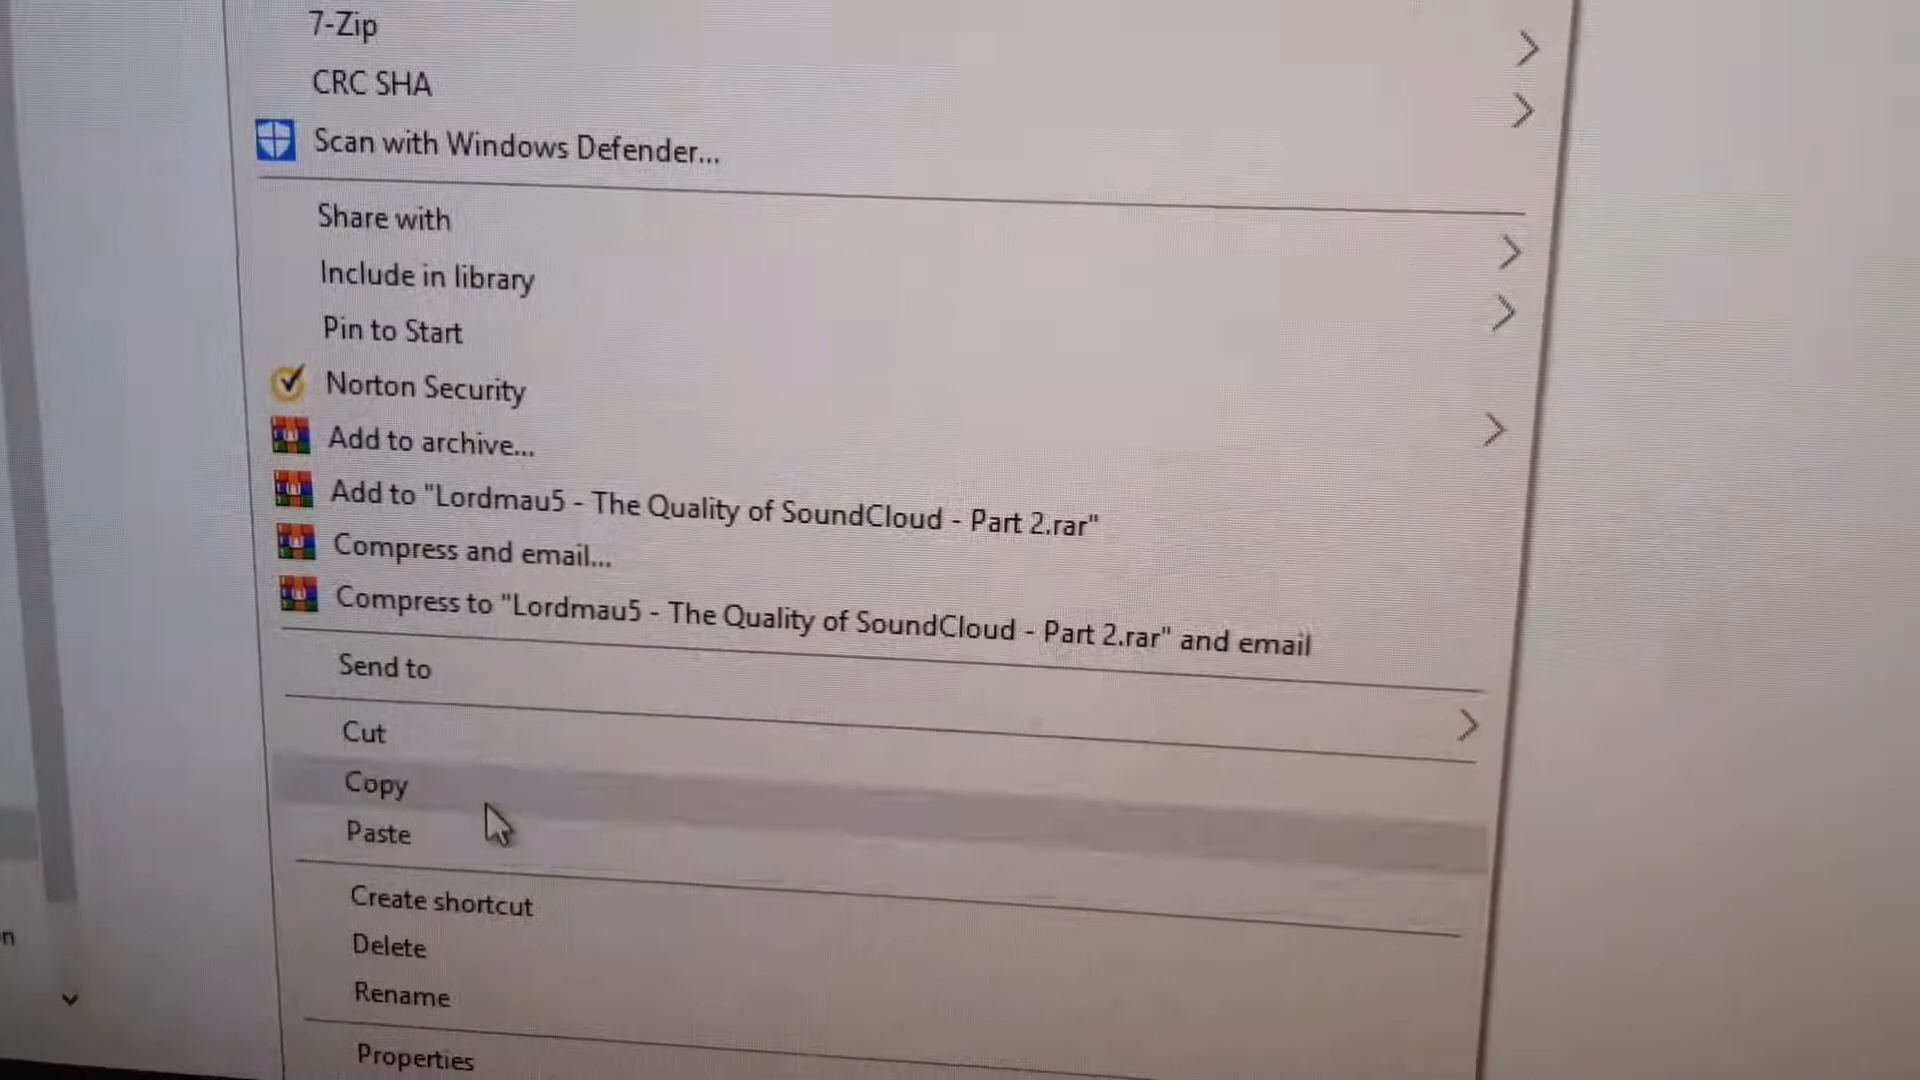 7-Zip
CRC SHA
Scan with Windows Defender...
Share with
Include in library
Pin to Start
Norton Security
Add to archive...
Add to "Lordmau5 - The Quality of SoundCloud - Part 2.rar"
Compress and email...
Compress to "Lordmau5 - The Quality of SoundCloud - Part 2.rar" and email
Send to
Cut
Copy
Paste
Create shortcut
Delete
Rename
Properties